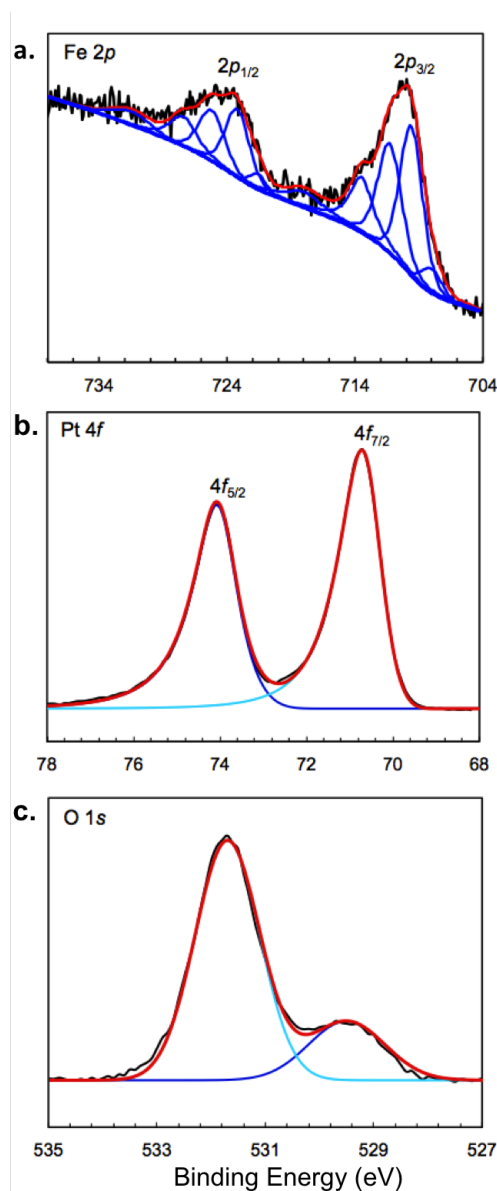 a.
Fe 2p
2p1/2
2p3/2
734 724 714 704
b.
Pt 4f
4f5/2
4f7/2
78 76 74 72 70 68
c.
O 1s
535 533 531 529 527
Binding Energy (eV)